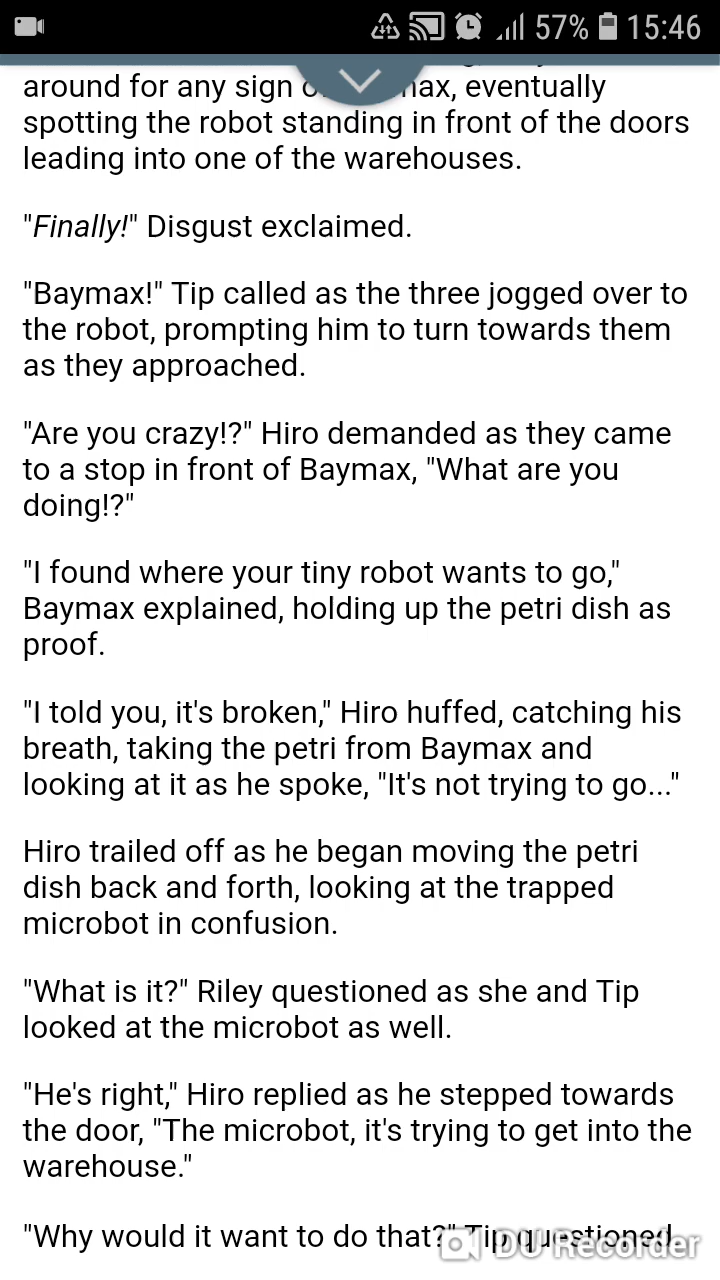 57% 15:46
around for any sign eventually
spotting the robot standing in front of the doors
leading into one of the warehouses.
"Finally!" Disgust exclaimed.
"Baymax!" Tip called as the three jogged over to
the robot, prompting him to turn towards them
as they approached.
"Are you crazy!?" Hiro demanded as they came
to a stop in front of Baymax, "What are you
doing!?"
"I found where your tiny robot wants to go,"
Baymax explained, holding up the petri dish as
proof.
"I told you, it's broken," Hiro huffed, catching his
breath, taking the petri from Baymax and
looking at it as he spoke, "It's not trying to go..."
Hiro trailed off as he began moving the petri
dish back and forth, looking at the trapped
microbot in confusion.
"What is it?" Riley questioned as she and Tip
looked at the microbot as well.
"He's right," Hiro replied as he stepped towards
the door, "The microbot, it's trying to get into the
warehouse."
"Why would it want to do that?" Tip questioned.
DU Recorder